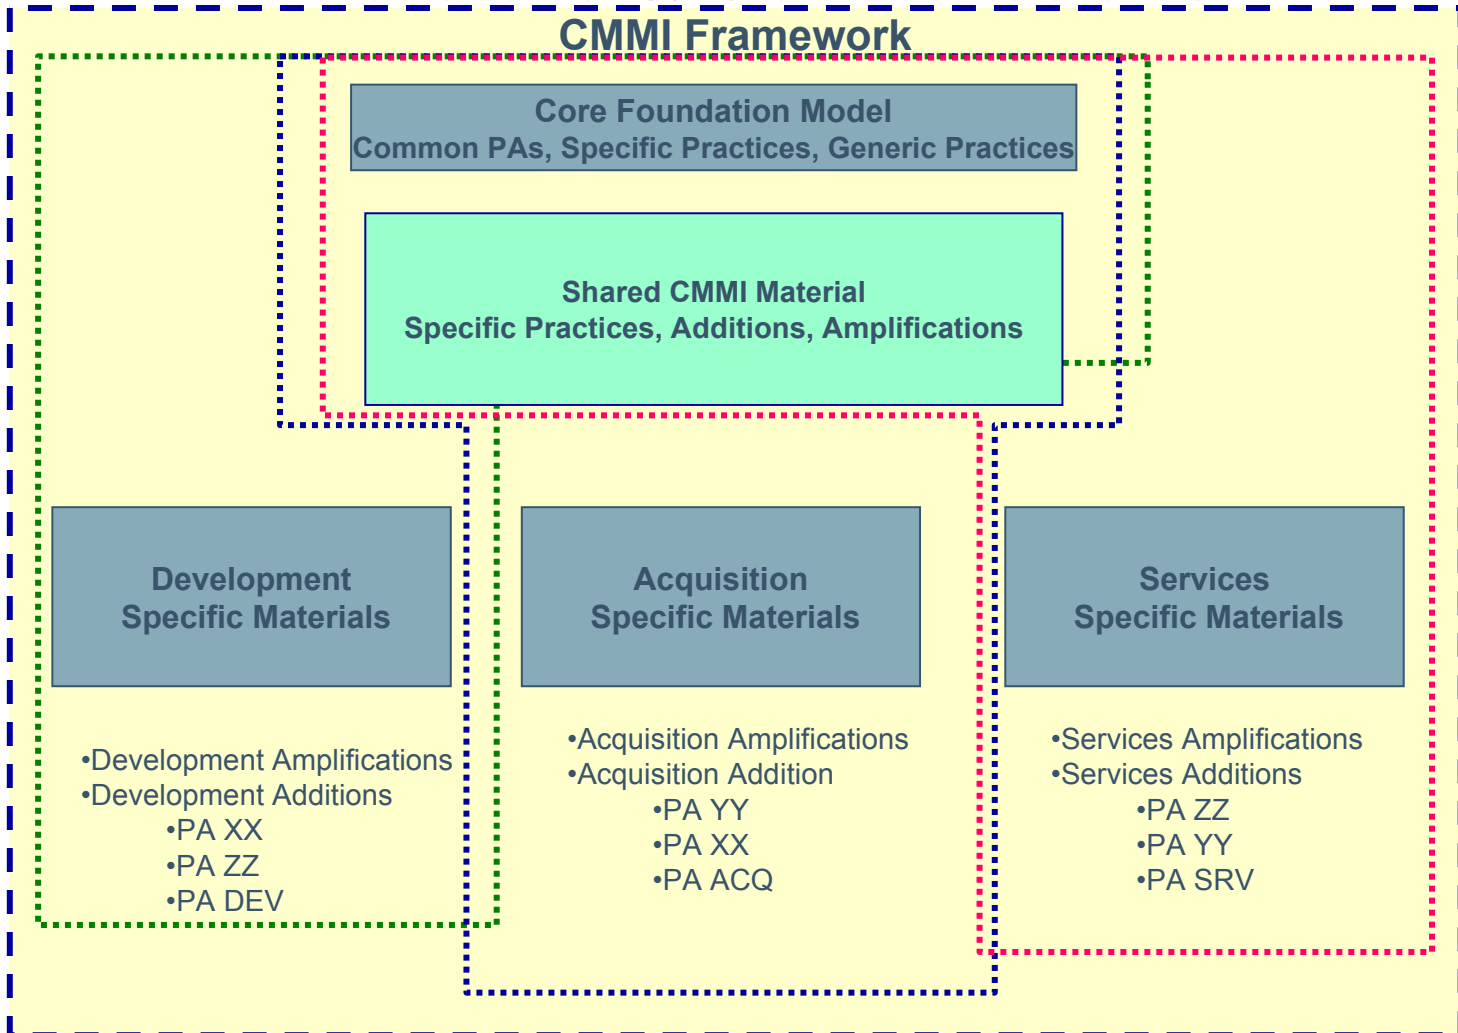 CMMI Framework
Core Foundation Model
Common PAs, Specific Practices, Generic Practices
Shared CMMI Material
Specific Practices, Additions, Amplifications
Development
Specific Materials
•Development Amplifications
•Development Additions
•PA XX
•PA ZZ
•PA DEV
Acquisition
Specific Materials
•Acquisition Amplifications
•Acquisition Addition
•PA YY
•PA XX
•PA ACQ
Services
Specific Materials
•Services Amplifications
•Services Additions
•PA ZZ
•PA YY
•PA SRV